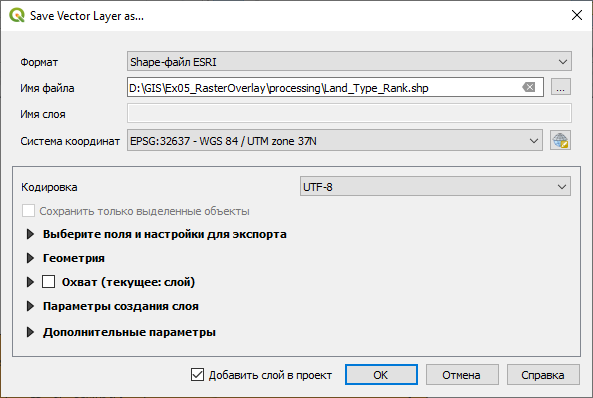 Save Vector Layer as...
Формат Shape-файл ESRI
Имя файла D:\GIS\Ex05_RasterOverlay\processing\Land_Type_Rank.shp ...
Имя слоя
Система координат EPSG:32637 - WGS 84 / UTM zone 37N
Кодировка UTF-8
Сохранить только выделенные объекты
Выберите поля и настройки для экспорта
Геометрия
Охват (текущее: слой)
Параметры создания слоя
Дополнительные параметры
Добавить слой в проект OK Отмена Справка